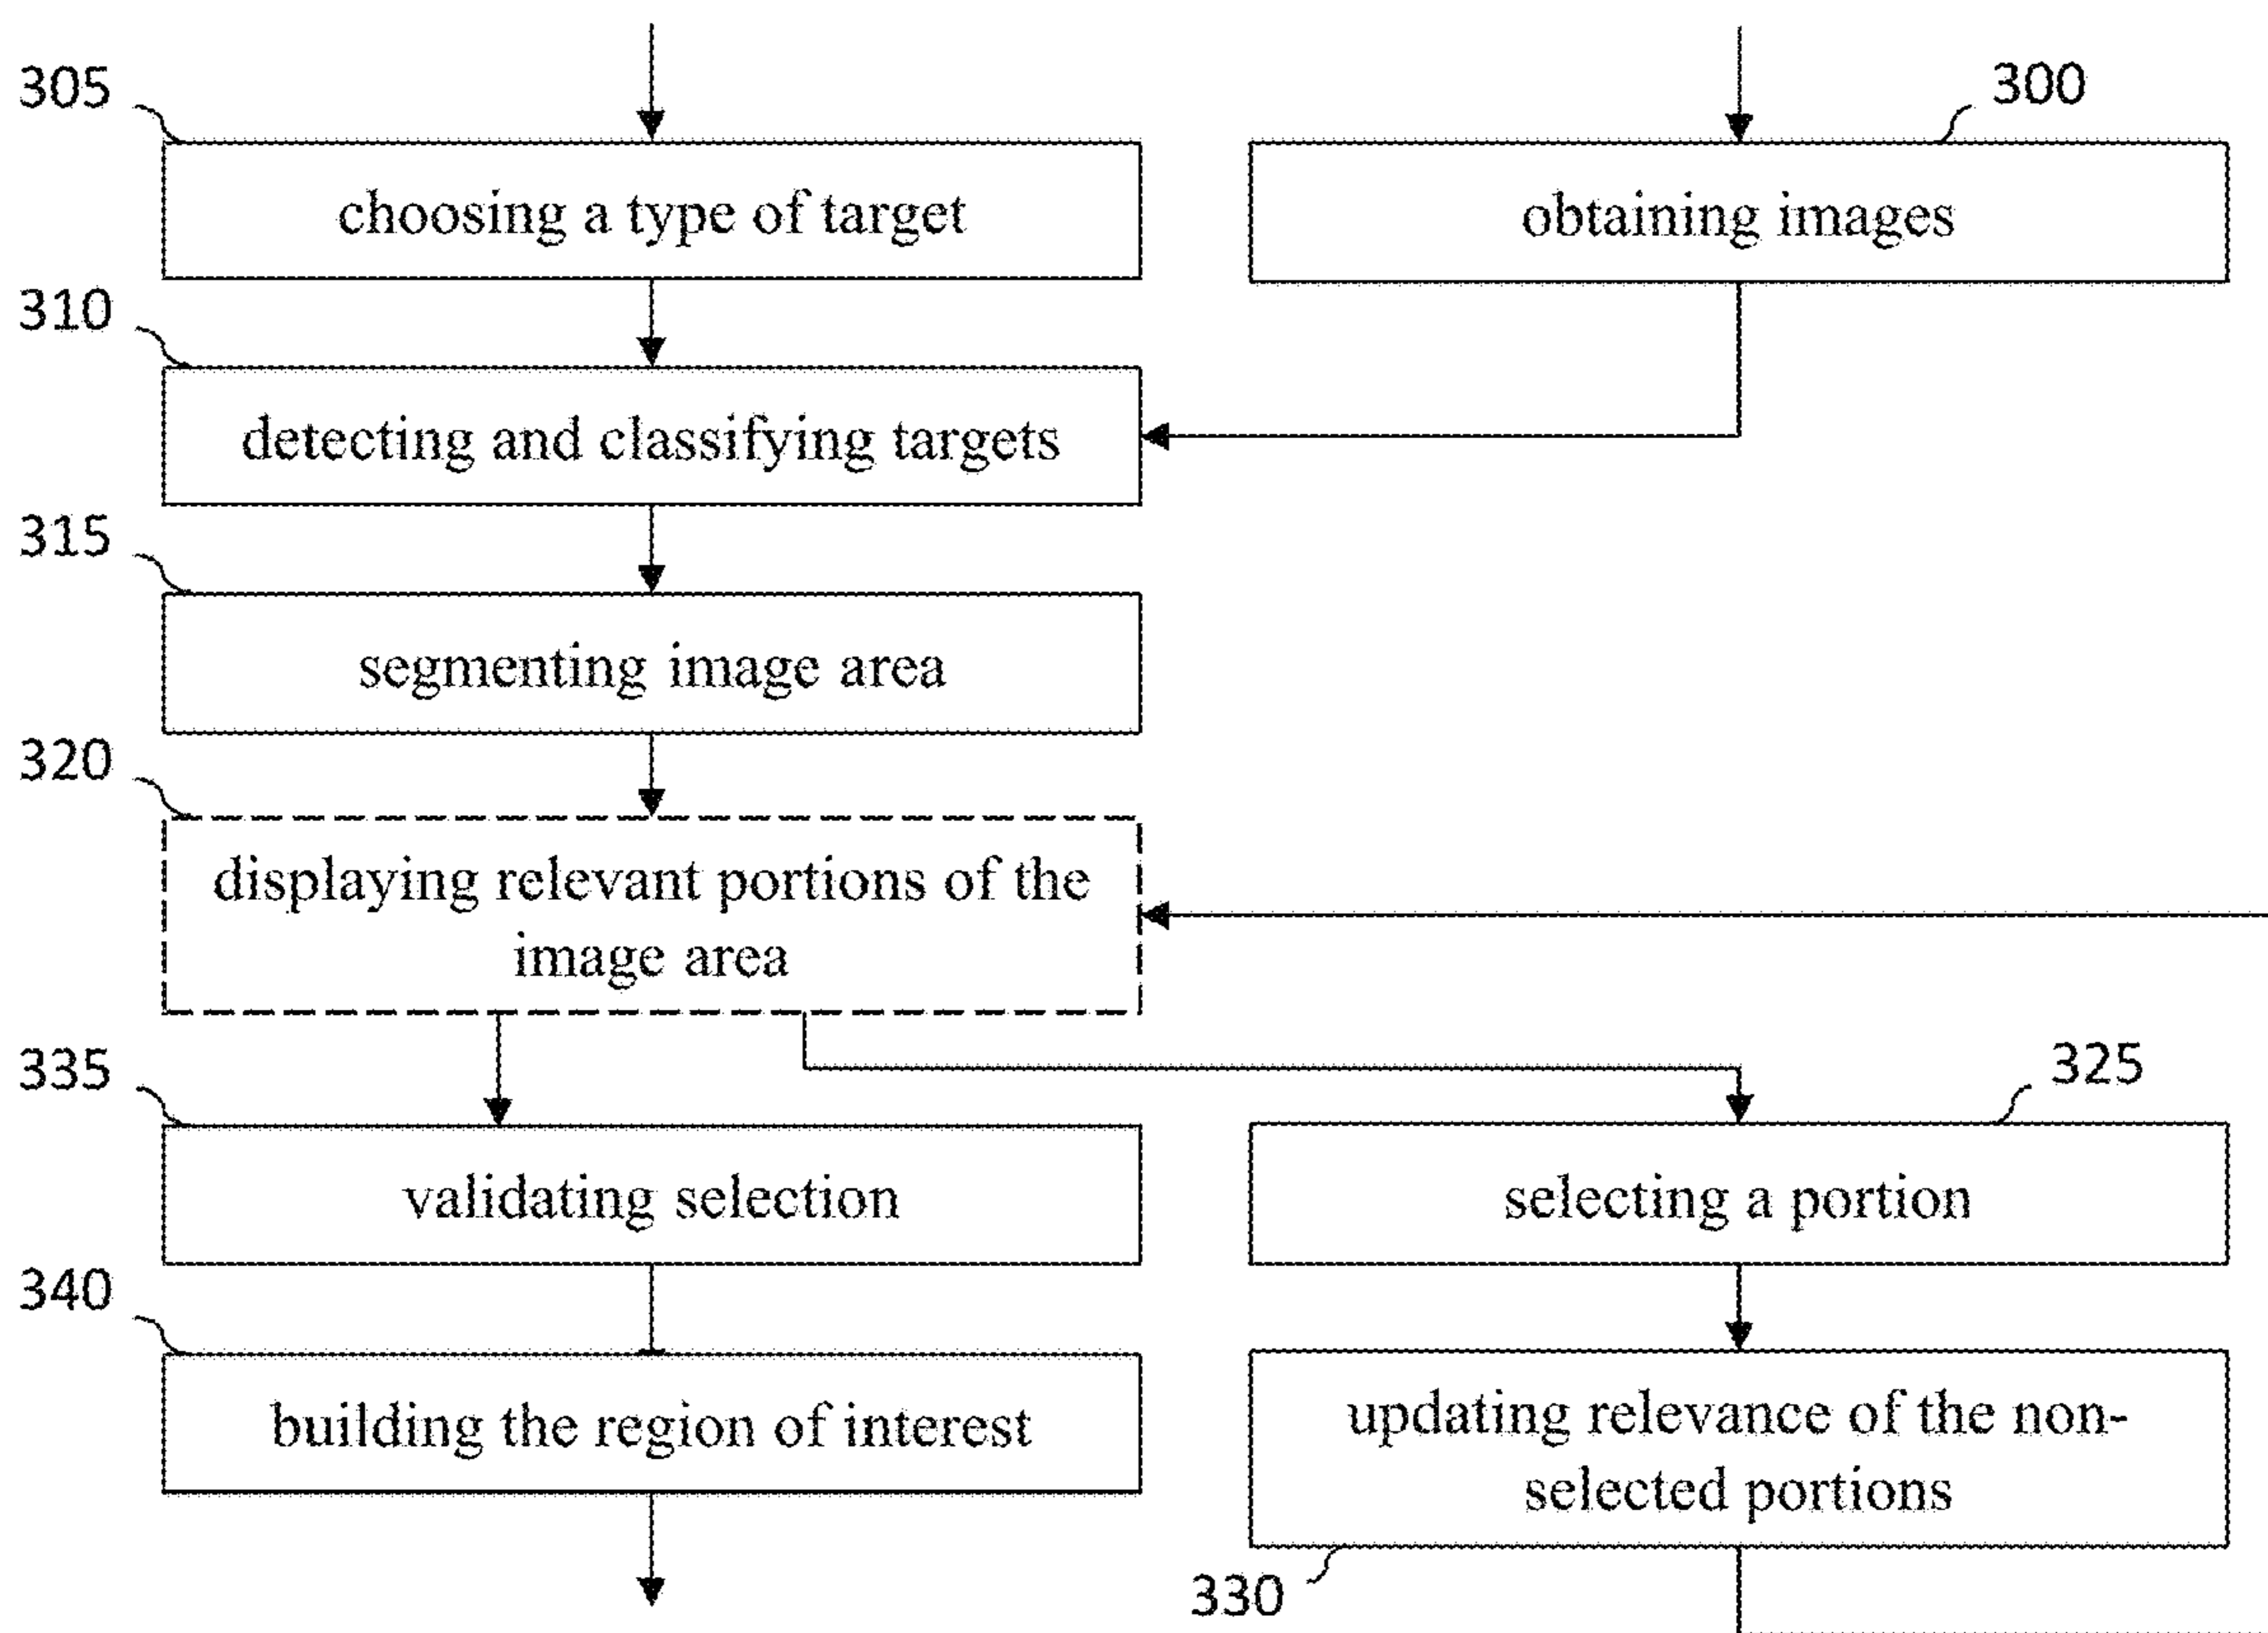 305
choosing a type of target
300
obtaining images
310
detecting and classifying targets
315
segmenting image area
320
displaying relevant portions of the
image area
335
validating selection
325
selecting a portion
340
building the region of interest
updating relevance of the non-
selected portions
330